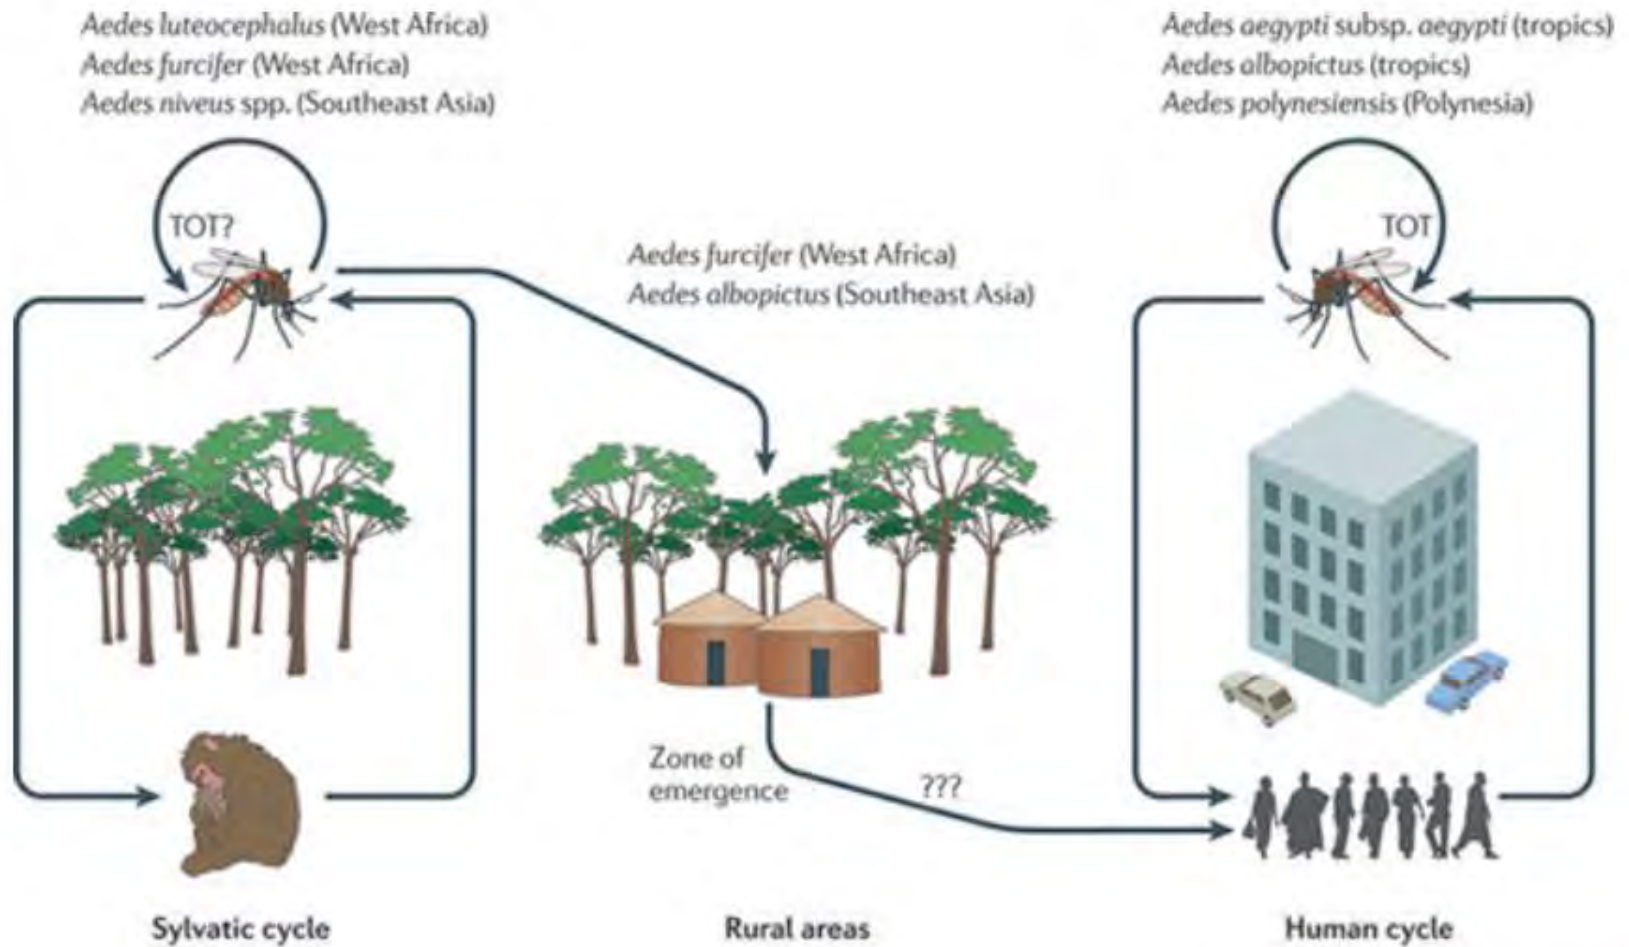 Aedes luteocephalus (West Africa)
Aedes furcifer (West Africa)
Aedes niveus spp. (Southeast Asia)
TOT?
Aedes furcifer (West Africa)
Aedes albopictus (Southeast Asia)
Aedes aegypti subsp. aegypti (tropics)
Aedes albopictus (tropics)
Aedes polynesiensis (Polynesia)
TOT
Zone of
emergence
???
Sylvatic cycle
Rural areas
Human cycle